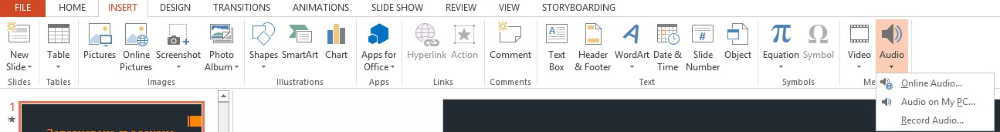 FILE HOME INSERT DESIGN TRANSITIONS ANIMATIONS SLIDE SHOW REVIEW VIEW STORYBOARDING
New Slide
Table
Pictures
Online Pictures
Screenshot
Photo Album
Shapes
SmartArt
Chart
Apps for Office
Hyperlink
Action
Comment
Text Box
Header & Footer
WordArt
Date & Time
Slide Number
Object
Equation
Symbol
Video
Audio
Slides Tables Images Illustrations Apps Links Comments Text Symbols Me
Online Audio...
Audio on My PC...
Record Audio...
1